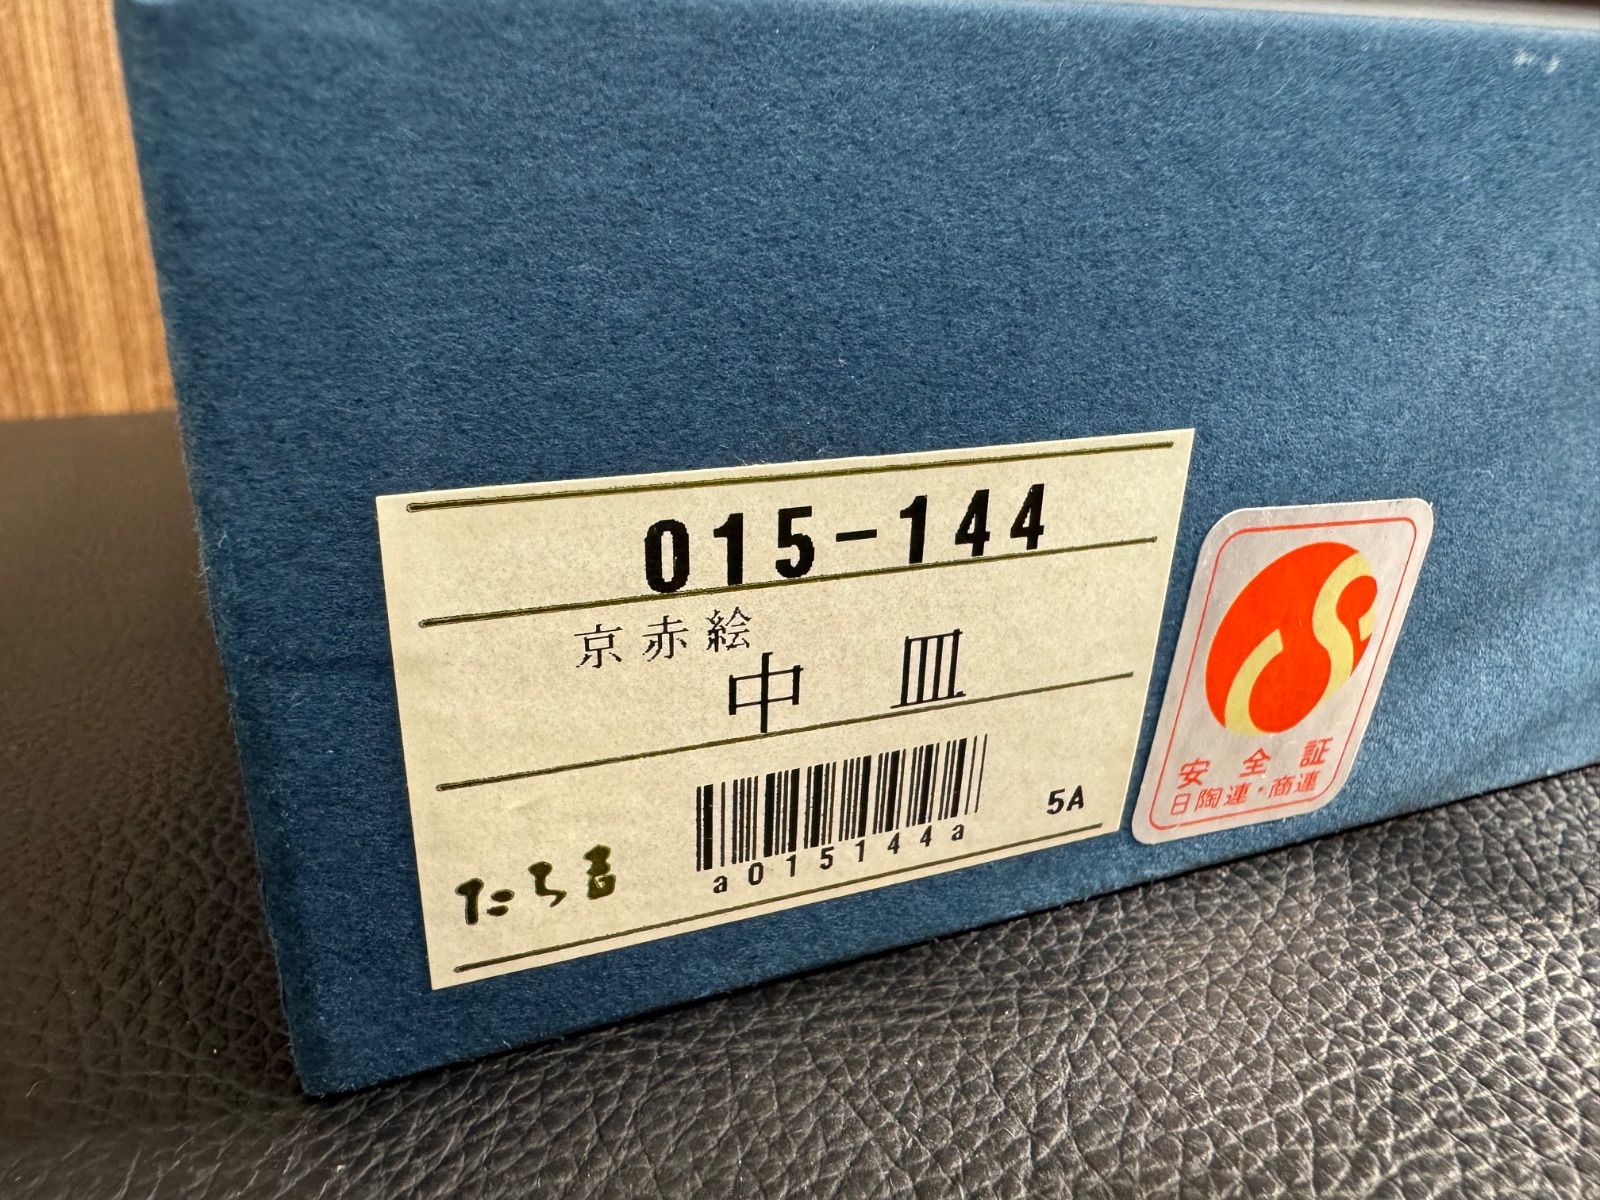 015-144
京赤絵
中 皿
a015144a
5A
たち吉
安全証
日陶連・商連